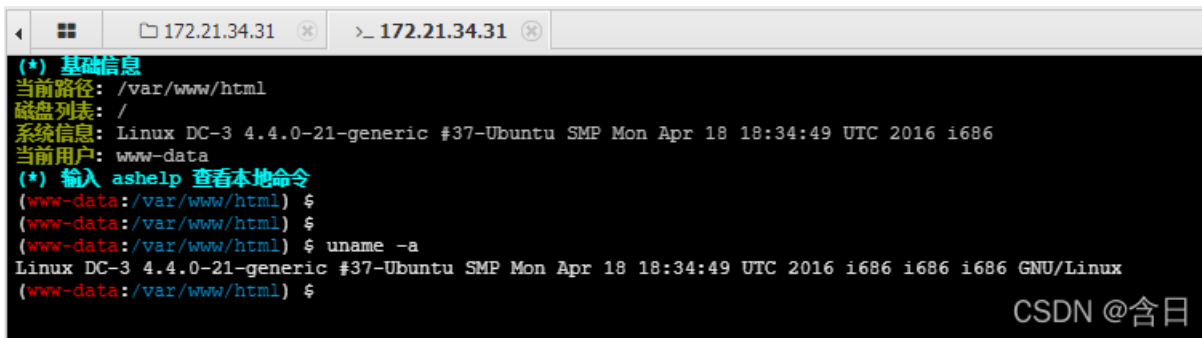 172.21.34.31 >_ 172.21.34.31
(*) 基础信息
当前路径: /var/www/html
磁盘列表: /
系统信息: Linux DC-3 4.4.0-21-generic #37-Ubuntu SMP Mon Apr 18 18:34:49 UTC 2016 i686
当前用户: www-data
(*) 输入 ashelp 查看本地命令
(www-data:/var/www/html) $
(www-data:/var/www/html) $
(www-data:/var/www/html) $ uname -a
Linux DC-3 4.4.0-21-generic #37-Ubuntu SMP Mon Apr 18 18:34:49 UTC 2016 i686 i686 i686 GNU/Linux
(www-data:/var/www/html) $
CSDN @含日